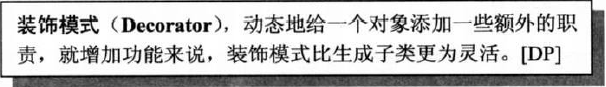 装饰模式（Decorator），动态地给一个对象添加一些额外的职
责，就增加功能来说，装饰模式比生成子类更为灵活。[DP]